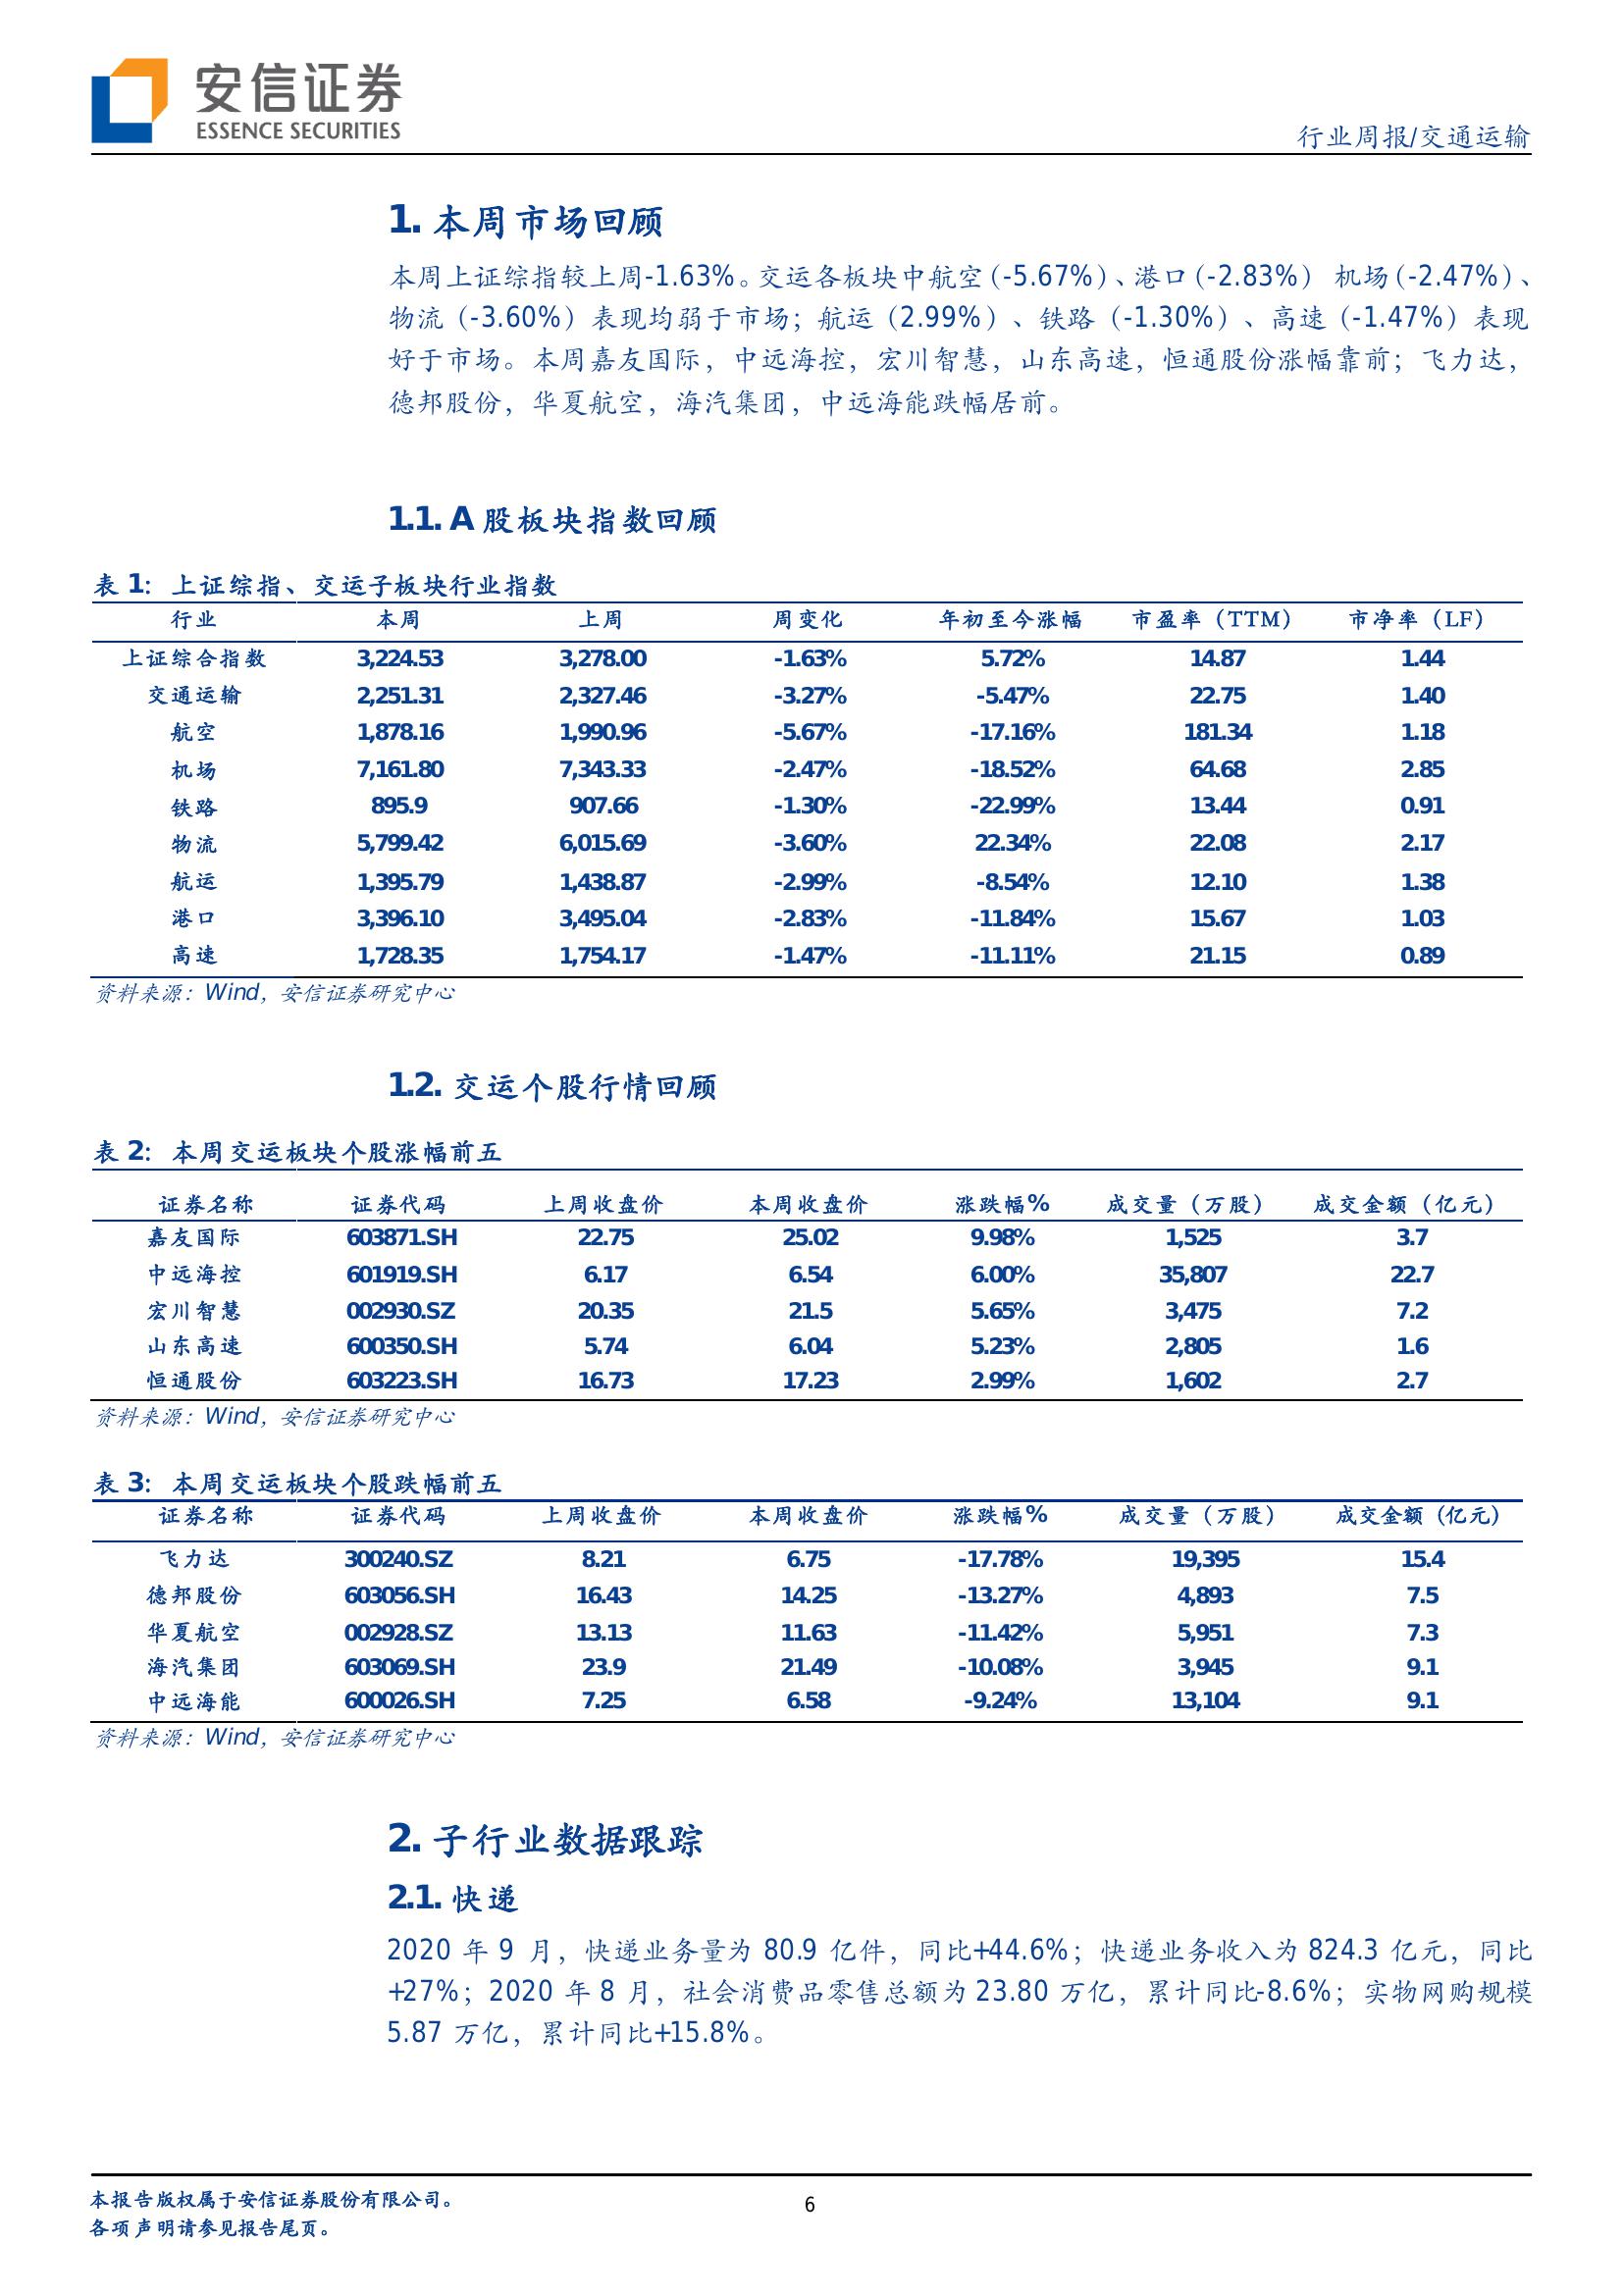 安信证券
ESSENCE SECURITIES
行业周报/交通运输
1. 本周市场回顾
本周上证综指较上周-1.63%。交运各板块中航空(-5.67%)、港口(-2.83%) 机场(-2.47%)、
物流（-3.60%）表现均弱于市场；航运（2.99%）、铁路（-1.30%）、高速（-1.47%）表现
好于市场。本周嘉友国际，中远海控，宏川智慧，山东高速，恒通股份涨幅靠前；飞力达，
德邦股份，华夏航空，海汽集团，中远海能跌幅居前。
1.1. A 股板块指数回顾
表 1：上证综指、交运子板块行业指数
行业 本周 上周 周变化 年初至今涨幅 市盈率（TTM） 市净率（LF）
上证综合指数 3,224.53 3,278.00 -1.63% 5.72% 14.87 1.44
交通运输 2,251.31 2,327.46 -3.27% -5.47% 22.75 1.40
航空 1,878.16 1,990.96 -5.67% -17.16% 181.34 1.18
机场 7,161.80 7,343.33 -2.47% -18.52% 64.68 2.85
铁路 895.9 907.66 -1.30% -22.99% 13.44 0.91
物流 5,799.42 6,015.69 -3.60% 22.34% 22.08 2.17
航运 1,395.79 1,438.87 -2.99% -8.54% 12.10 1.38
港口 3,396.10 3,495.04 -2.83% -11.84% 15.67 1.03
高速 1,728.35 1,754.17 -1.47% -11.11% 21.15 0.89
资料来源：Wind，安信证券研究中心
1.2. 交运个股行情回顾
表 2：本周交运板块个股涨幅前五
证券名称 证券代码 上周收盘价 本周收盘价 涨跌幅% 成交量（万股） 成交金额（亿元）
嘉友国际 603871.SH 22.75 25.02 9.98% 1,525 3.7
中远海控 601919.SH 6.17 6.54 6.00% 35,807 22.7
宏川智慧 002930.SZ 20.35 21.5 5.65% 3,475 7.2
山东高速 600350.SH 5.74 6.04 5.23% 2,805 1.6
恒通股份 603223.SH 16.73 17.23 2.99% 1,602 2.7
资料来源：Wind，安信证券研究中心
表 3：本周交运板块个股跌幅前五
证券名称 证券代码 上周收盘价 本周收盘价 涨跌幅% 成交量（万股） 成交金额（亿元）
飞力达 300240.SZ 8.21 6.75 -17.78% 19,395 15.4
德邦股份 603056.SH 16.43 14.25 -13.27% 4,893 7.5
华夏航空 002928.SZ 13.13 11.63 -11.42% 5,951 7.3
海汽集团 603069.SH 23.9 21.49 -10.08% 3,945 9.1
中远海能 600026.SH 7.25 6.58 -9.24% 13,104 9.1
资料来源：Wind，安信证券研究中心
2. 子行业数据跟踪
2.1. 快递
2020 年 9 月，快递业务量为 80.9 亿件，同比+44.6%；快递业务收入为 824.3 亿元，同比
+27%；2020 年 8 月，社会消费品零售总额为 23.80 万亿，累计同比-8.6%；实物网购规模
5.87 万亿，累计同比+15.8%。
本报告版权属于安信证券股份有限公司。
各项声明请参见报告尾页。
6